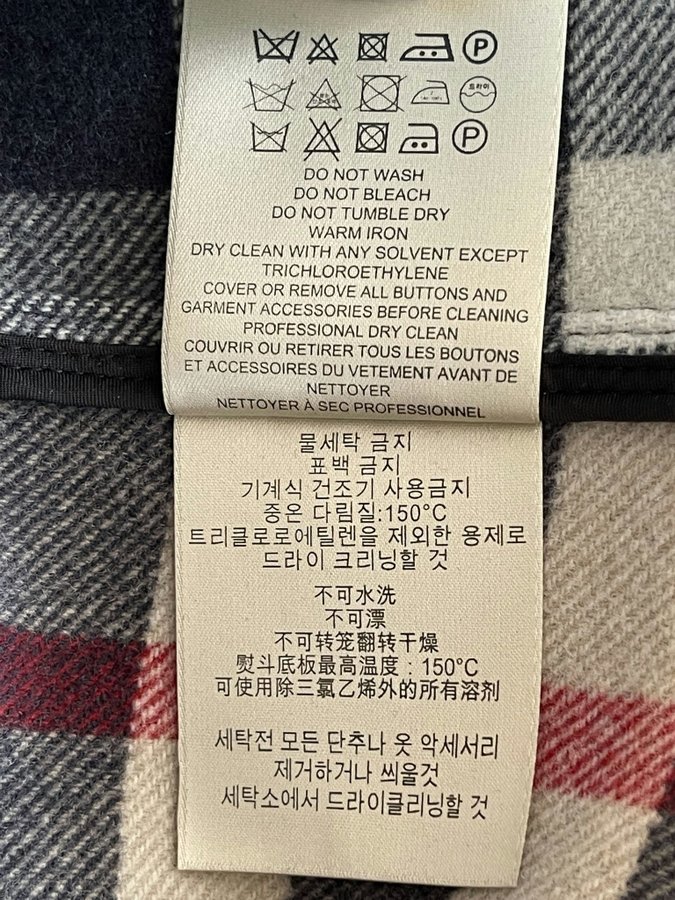 P
드라이
P
DO NOT WASH
DO NOT BLEACH
DO NOT TUMBLE DRY
WARM IRON
DRY CLEAN WITH ANY SOLVENT EXCEPT
TRICHLOROETHYLENE
COVER OR REMOVE ALL BUTTONS AND
GARMENT ACCESSORIES BEFORE CLEANING
PROFESSIONAL DRY CLEAN
COUVRIR OU RETIRER TOUS LES BOUTONS
ET ACCESSOIRES DU VETEMENT AVANT DE
NETTOYER
NETTOYER À SEC PROFESSIONNEL
물세탁 금지
표백 금지
기계식 건조기 사용금지
중온 다림질:150°C
트리클로로에틸렌을 제외한 용제로
드라이 크리닝할 것
不可水洗
不可漂
不可转笼翻转干燥
熨斗底板最高温度：150°C
可使用除三氯乙烯外的所有溶剂
세탁전 모든 단추나 옷 악세서리
제거하거나 씌울것
세탁소에서 드라이클리닝할 것